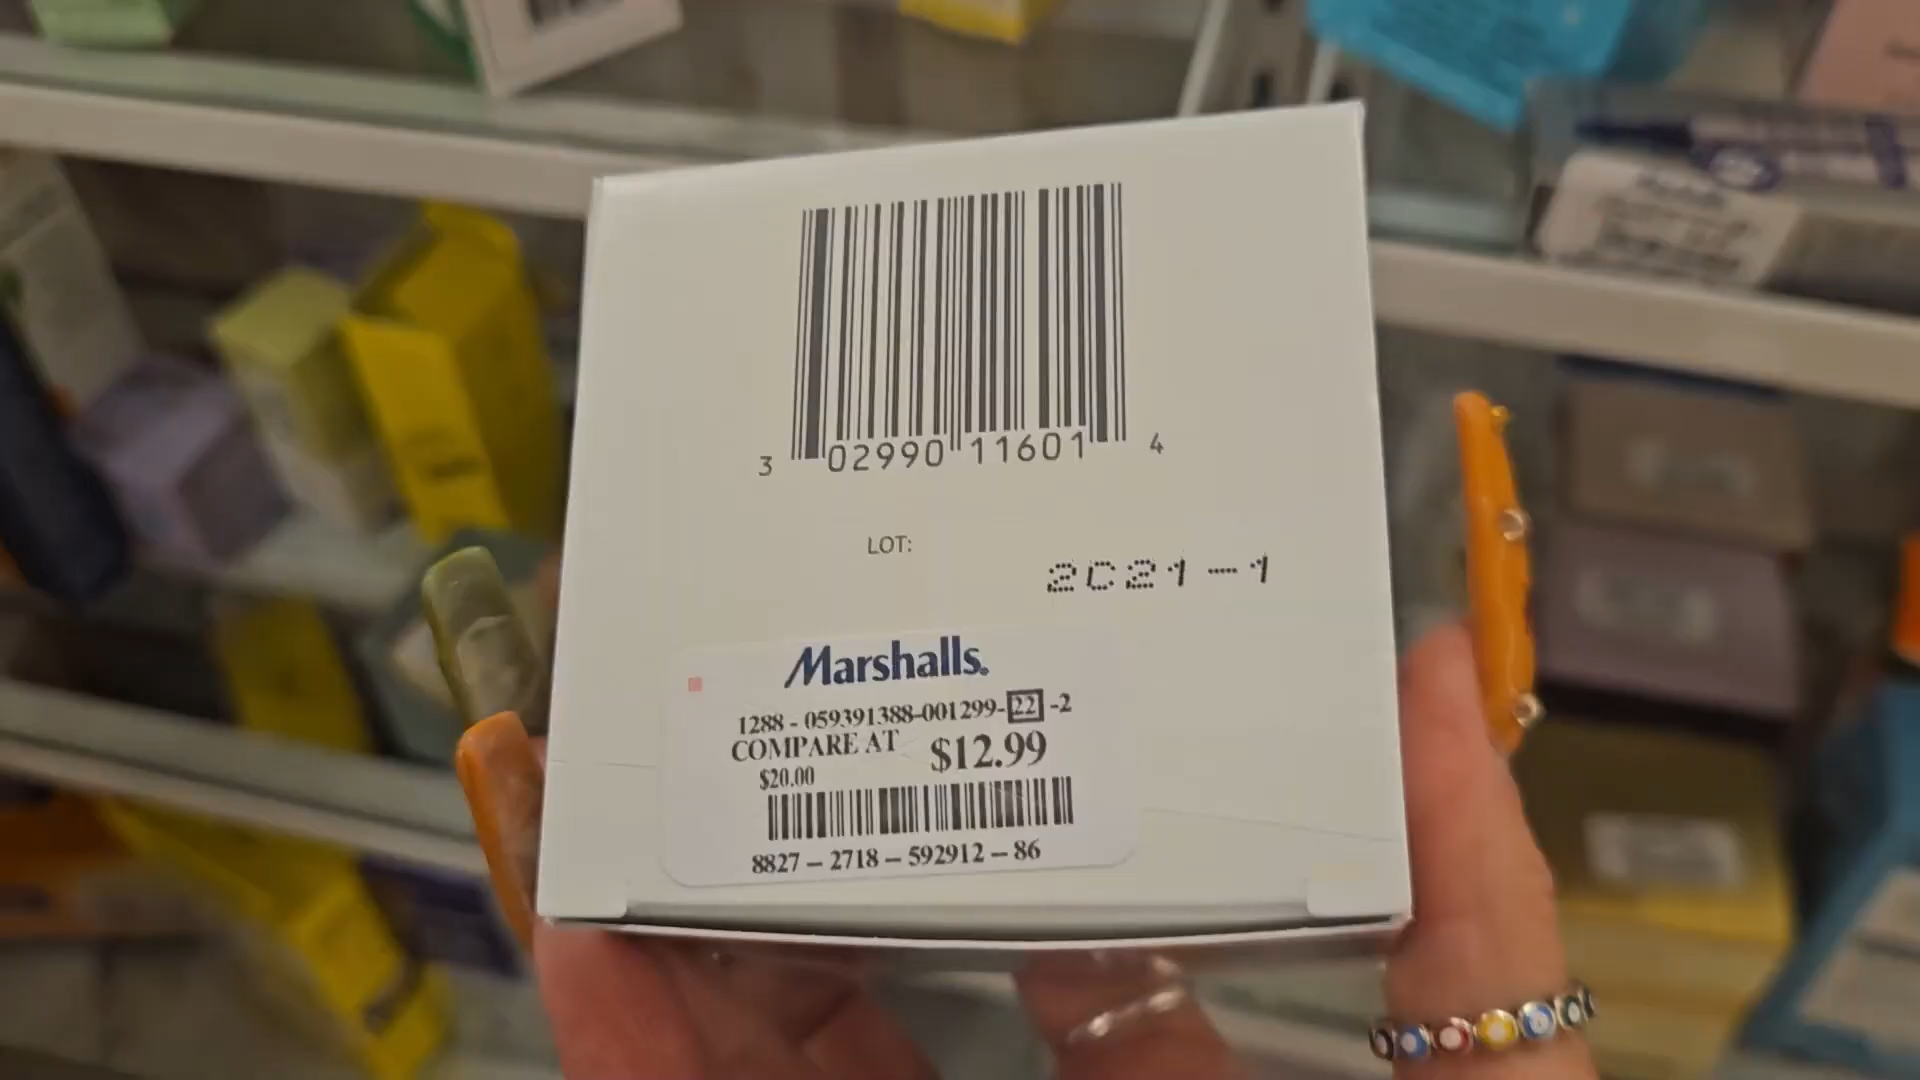 3 02990 11601 4
LOT:
2C21-1
Marshalls.
1288 - 059391388-001299-22 -2
COMPARE AT $12.99
$20.00
8827 – 2718 – 592912 – 86